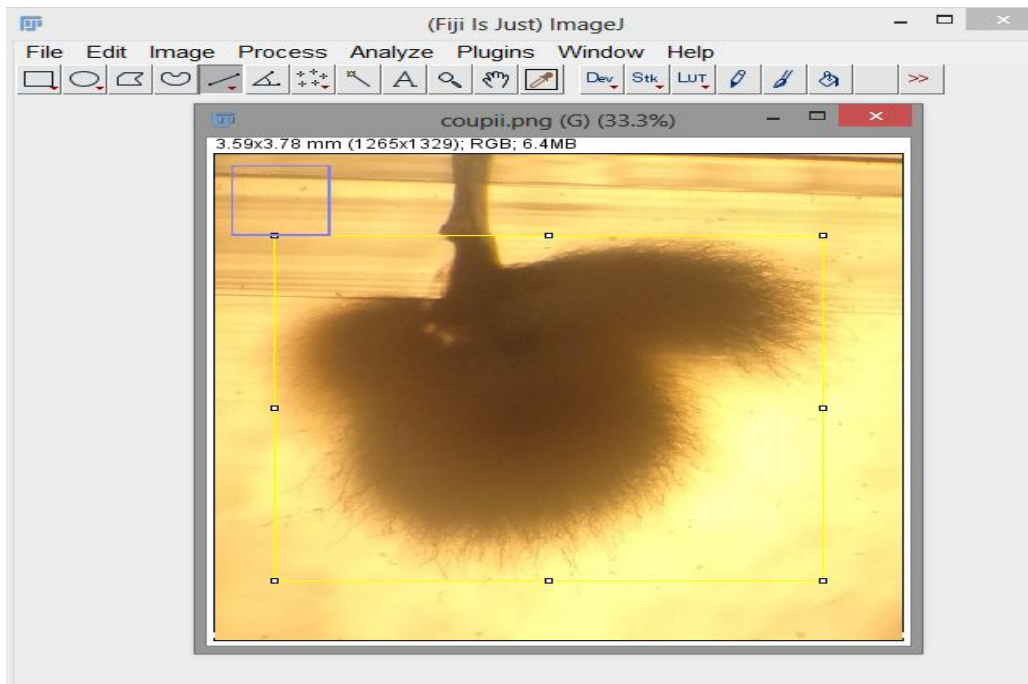 (Fiji Is Just) ImageJ
File Edit Image Process Analyze Plugins Window Help
A Dev Stk LUT >>
coupii.png (G) (33.3%)
3.59x3.78 mm (1265x1329); RGB; 6.4MB